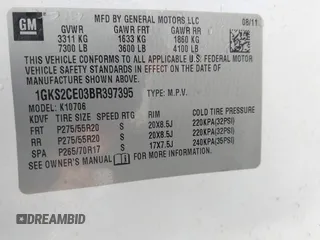 GM
MFD BY GENERAL MOTORS LLC 08/11
GVWR GAWR FRT GAWR RR
3311 KG 1633 KG 1860 KG
7300 LB 3600 LB 4100 LB
THIS VEHICLE CONFORMS TO ALL APPLICABLE U.S. FEDERAL
MOTOR VEHICLE SAFETY
STANDARDS IN EFFECT ON THE DATE OF
MANUFACTURE SHOWN ABOVE.
1GKS2CE03BR397395 TYPE: M.P.V.
MODEL: K10706
KDVF TIRE SIZE SPEED RTG RIM COLD TIRE PRESSURE
FRT P275/55R20 S 20X8.5J 220KPA(32PSI)
RR P275/55R20 S 20X8.5J 220KPA(32PSI)
SPA P265/70R17 S 17X7.5J 240KPA(35PSI)
SEE OWNER'S MANUAL FOR ADDITIONAL INFORMATION
DREAMBID